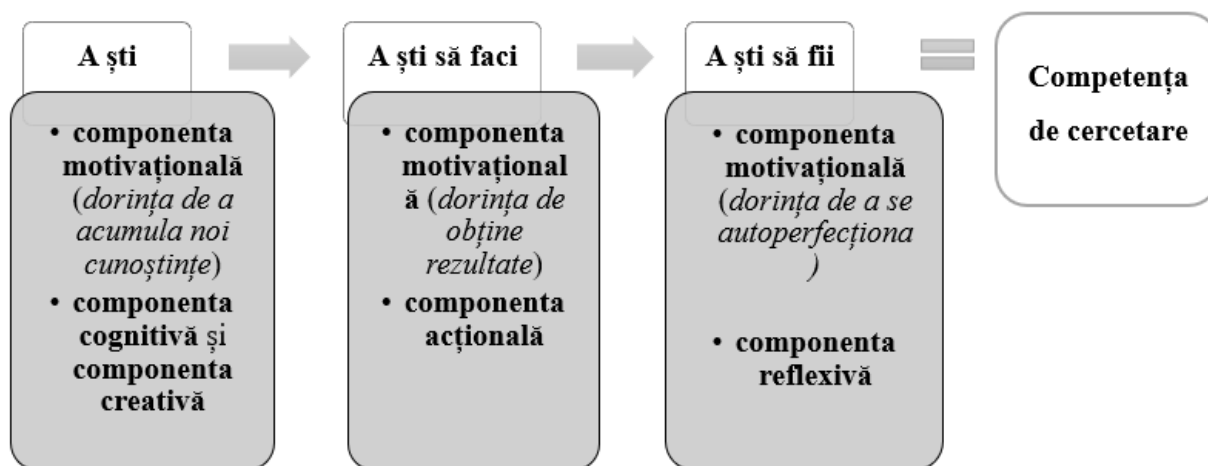 A ști
• componenta
motivațională
(dorința de a
acumula noi
cunoștințe)
• componenta
cognitivă și
componenta
creativă
A ști să faci
• componenta
motivațional
ă (dorința de
obține
rezultate)
• componenta
acțională
A ști să fii
• componenta
motivațională
(dorința de a se
autoperfecționa
)
• componenta
reflexivă
Competența
de cercetare